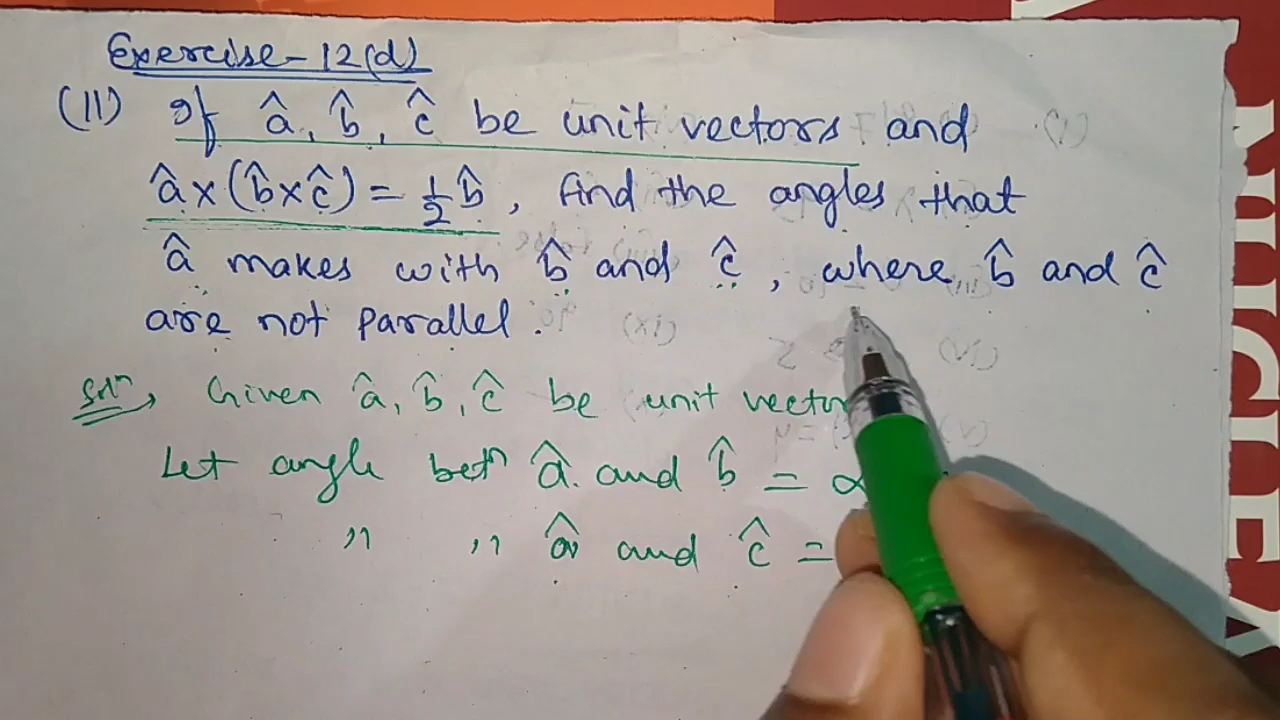 Exercise-12(d)
(11) If â, b̂, ĉ be unit vectors and
â×(b̂×ĉ) = 1/2 b̂, find the angles that
â makes with b̂ and ĉ, where b̂ and ĉ
are not parallel.
Solⁿ, Given â, b̂, ĉ be unit vector
Let angle betⁿ â and b̂ = α
,, ,, â and ĉ =